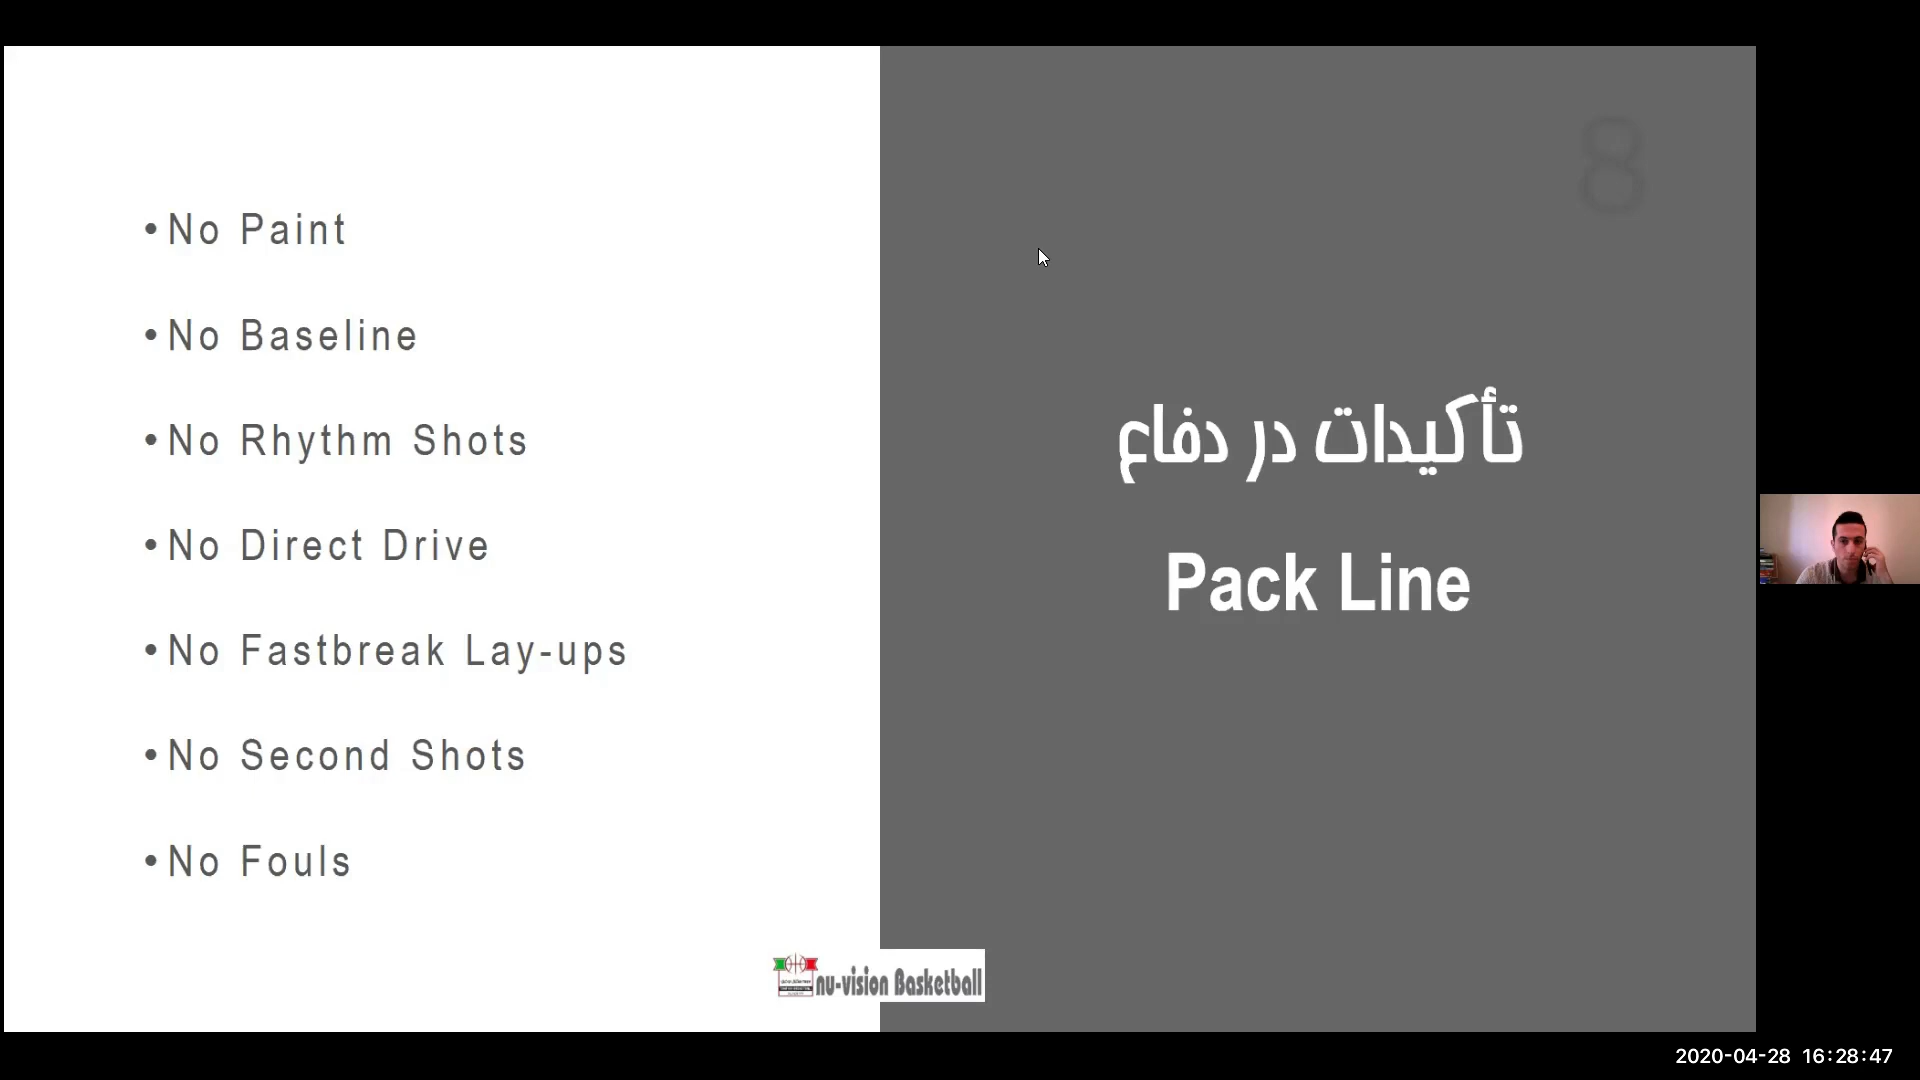 • No Paint
• No Baseline
• No Rhythm Shots
• No Direct Drive
• No Fastbreak Lay-ups
• No Second Shots
• No Fouls
8
تأکیدات در دفاع
Pack Line
nu-vision Basketball
2020-04-28 16:28:47